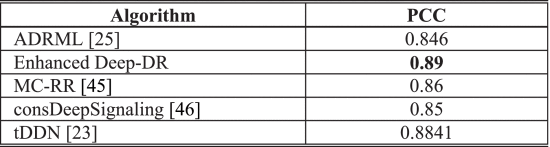 Algorithm PCC
ADRML [25] 0.846
Enhanced Deep-DR 0.89
MC-RR [45] 0.86
consDeepSignaling [46] 0.85
tDDN [23] 0.8841